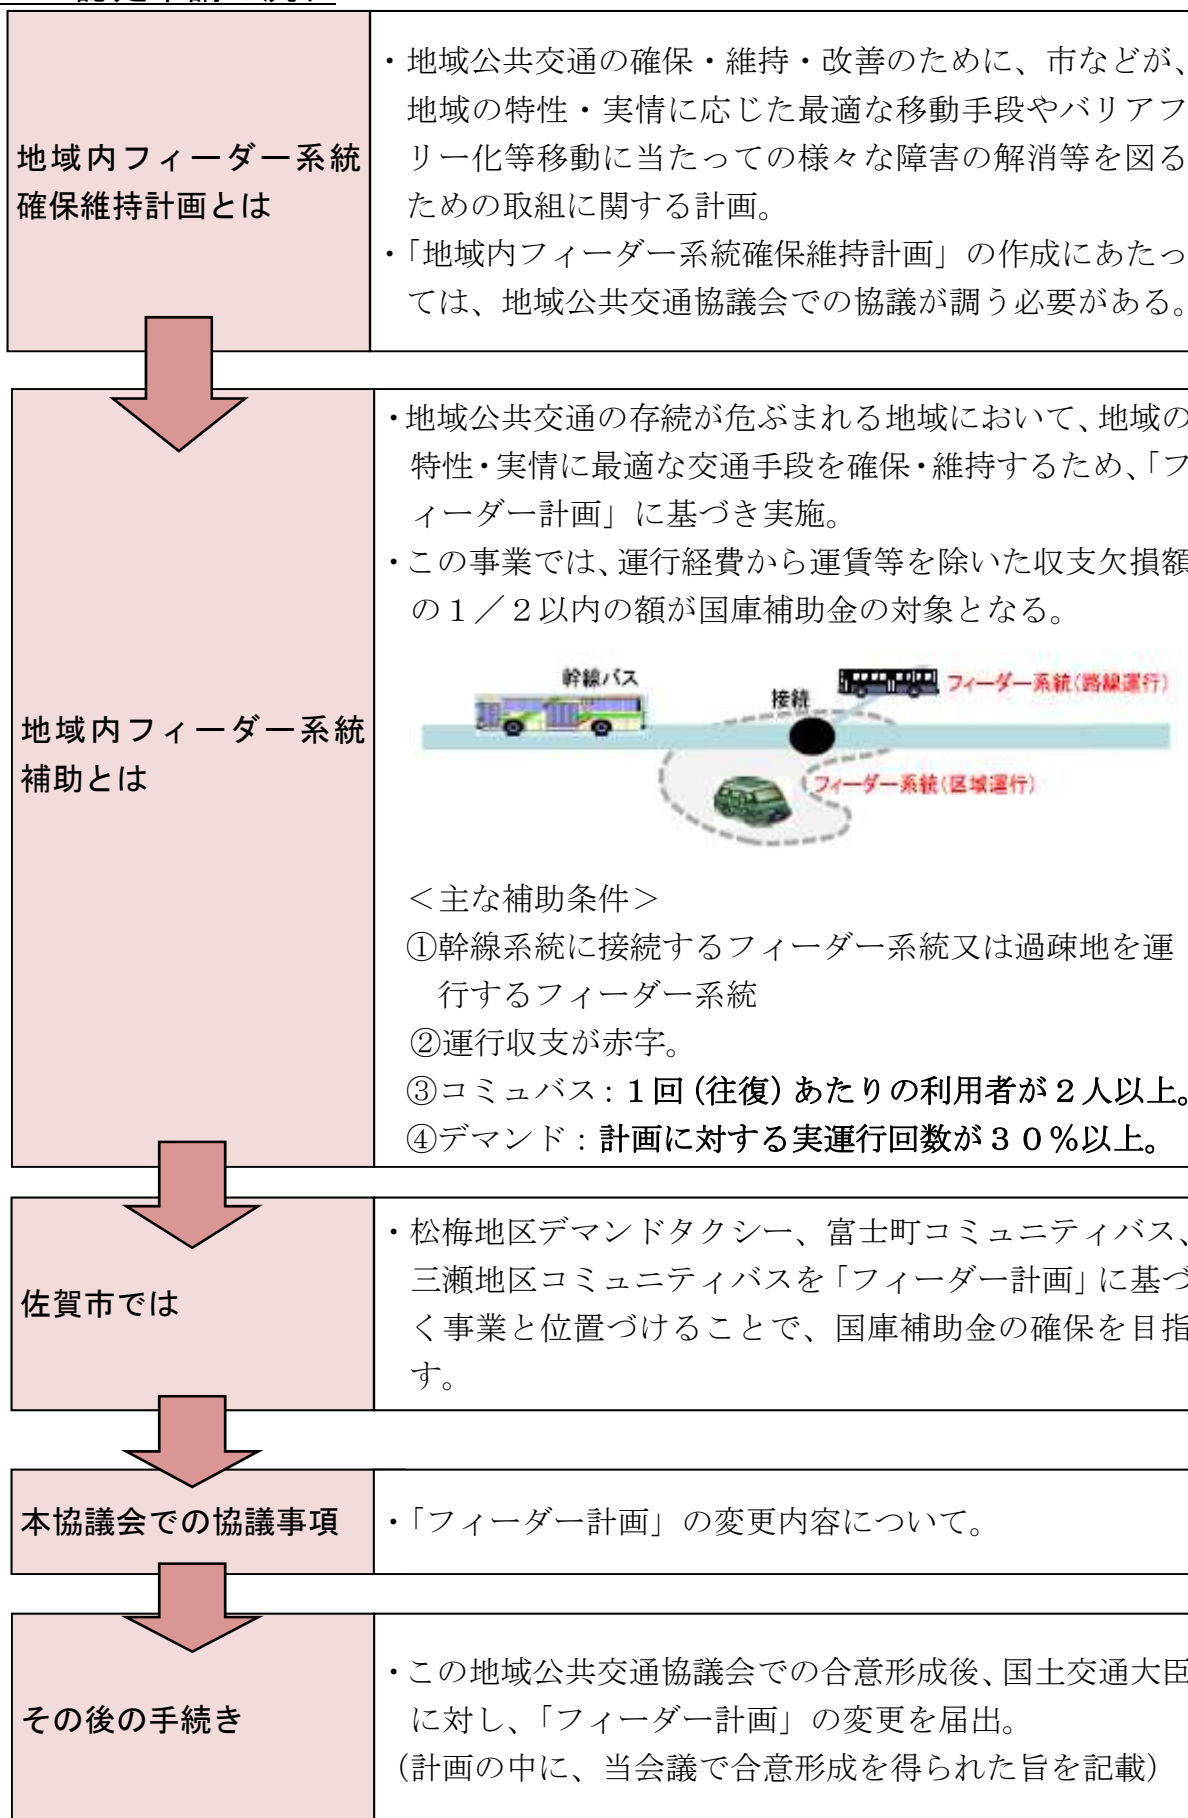 地域内フィーダー系統
確保維持計画とは
・地域公共交通の確保・維持・改善のために、市などが、
地域の特性・実情に応じた最適な移動手段やバリアフ
リー化等移動に当たっての様々な障害の解消等を図る
ための取組に関する計画。
・「地域内フィーダー系統確保維持計画」の作成にあたっ
ては、地域公共交通協議会での協議が調う必要がある。
地域内フィーダー系統
補助とは
・地域公共交通の存続が危ぶまれる地域において、地域の
特性・実情に最適な交通手段を確保・維持するため、「フ
ィーダー計画」に基づき実施。
・この事業では、運行経費から運賃等を除いた収支欠損額
の１／２以内の額が国庫補助金の対象となる。
幹線バス
接続
フィーダー系統(路線運行)
フィーダー系統(区域運行)
＜主な補助条件＞
①幹線系統に接続するフィーダー系統又は過疎地を運
行するフィーダー系統
②運行収支が赤字。
③コミュバス：１回（往復）あたりの利用者が２人以上。
④デマンド：計画に対する実運行回数が３０％以上。
佐賀市では
・松梅地区デマンドタクシー、富士町コミュニティバス、
三瀬地区コミュニティバスを「フィーダー計画」に基づ
く事業と位置づけることで、国庫補助金の確保を目指
す。
本協議会での協議事項
・「フィーダー計画」の変更内容について。
その後の手続き
・この地域公共交通協議会での合意形成後、国土交通大臣
に対し、「フィーダー計画」の変更を届出。
（計画の中に、当会議で合意形成を得られた旨を記載）